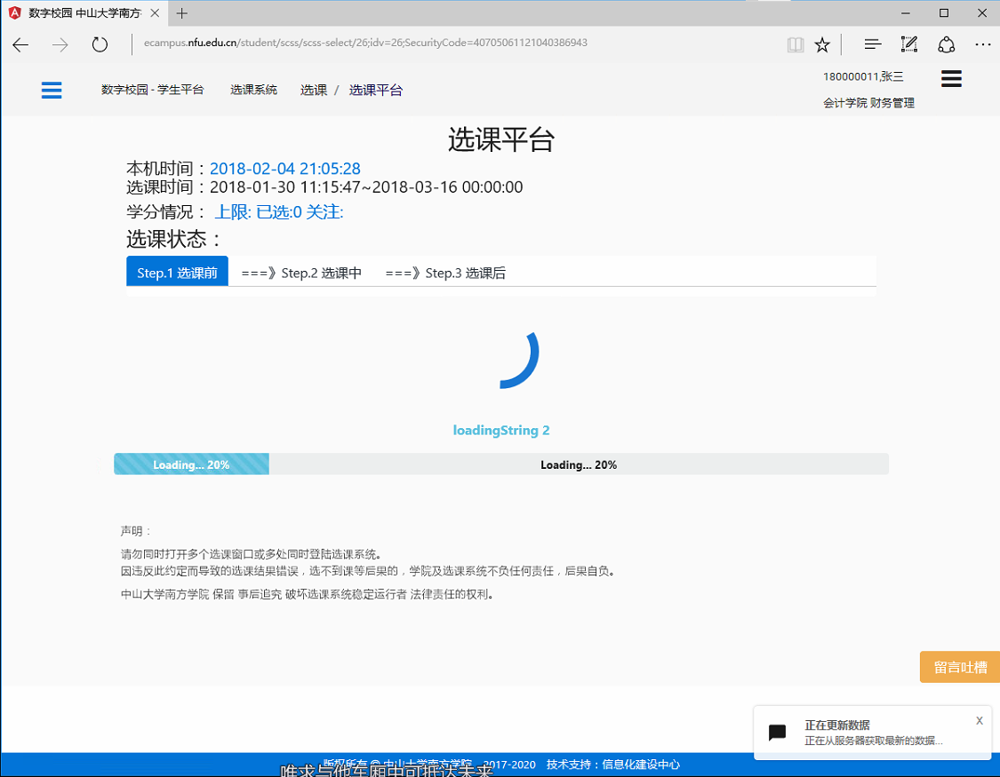 数字校园 中山大学南方·
ecampus.nfu.edu.cn/student/scss/scss-select/26;idv=26;SecurityCode=40705061121040386943
数字校园 - 学生平台 选课系统 选课 / 选课平台
180000011,张三
会计学院 财务管理
选课平台
本机时间：2018-02-04 21:05:28
选课时间：2018-01-30 11:15:47~2018-03-16 00:00:00
学分情况： 上限: 已选:0 关注:
选课状态：
Step.1 选课前 ===》Step.2 选课中 ===》Step.3 选课后
loadingString 2
Loading... 20% Loading... 20%
声明：
请勿同时打开多个选课窗口或多处同时登陆选课系统。
因违反此约定而导致的选课结果错误，选不到课等后果的，学院及选课系统不负任何责任，后果自负。
中山大学南方学院 保留 事后追究 破坏选课系统稳定运行者 法律责任的权利。
留言吐槽
正在更新数据 X
正在从服务器获取最新的数据...
版权所有 © 中山大学南方学院 2017-2020 技术支持：信息化建设中心
唯求与他车厢中可抵达未来